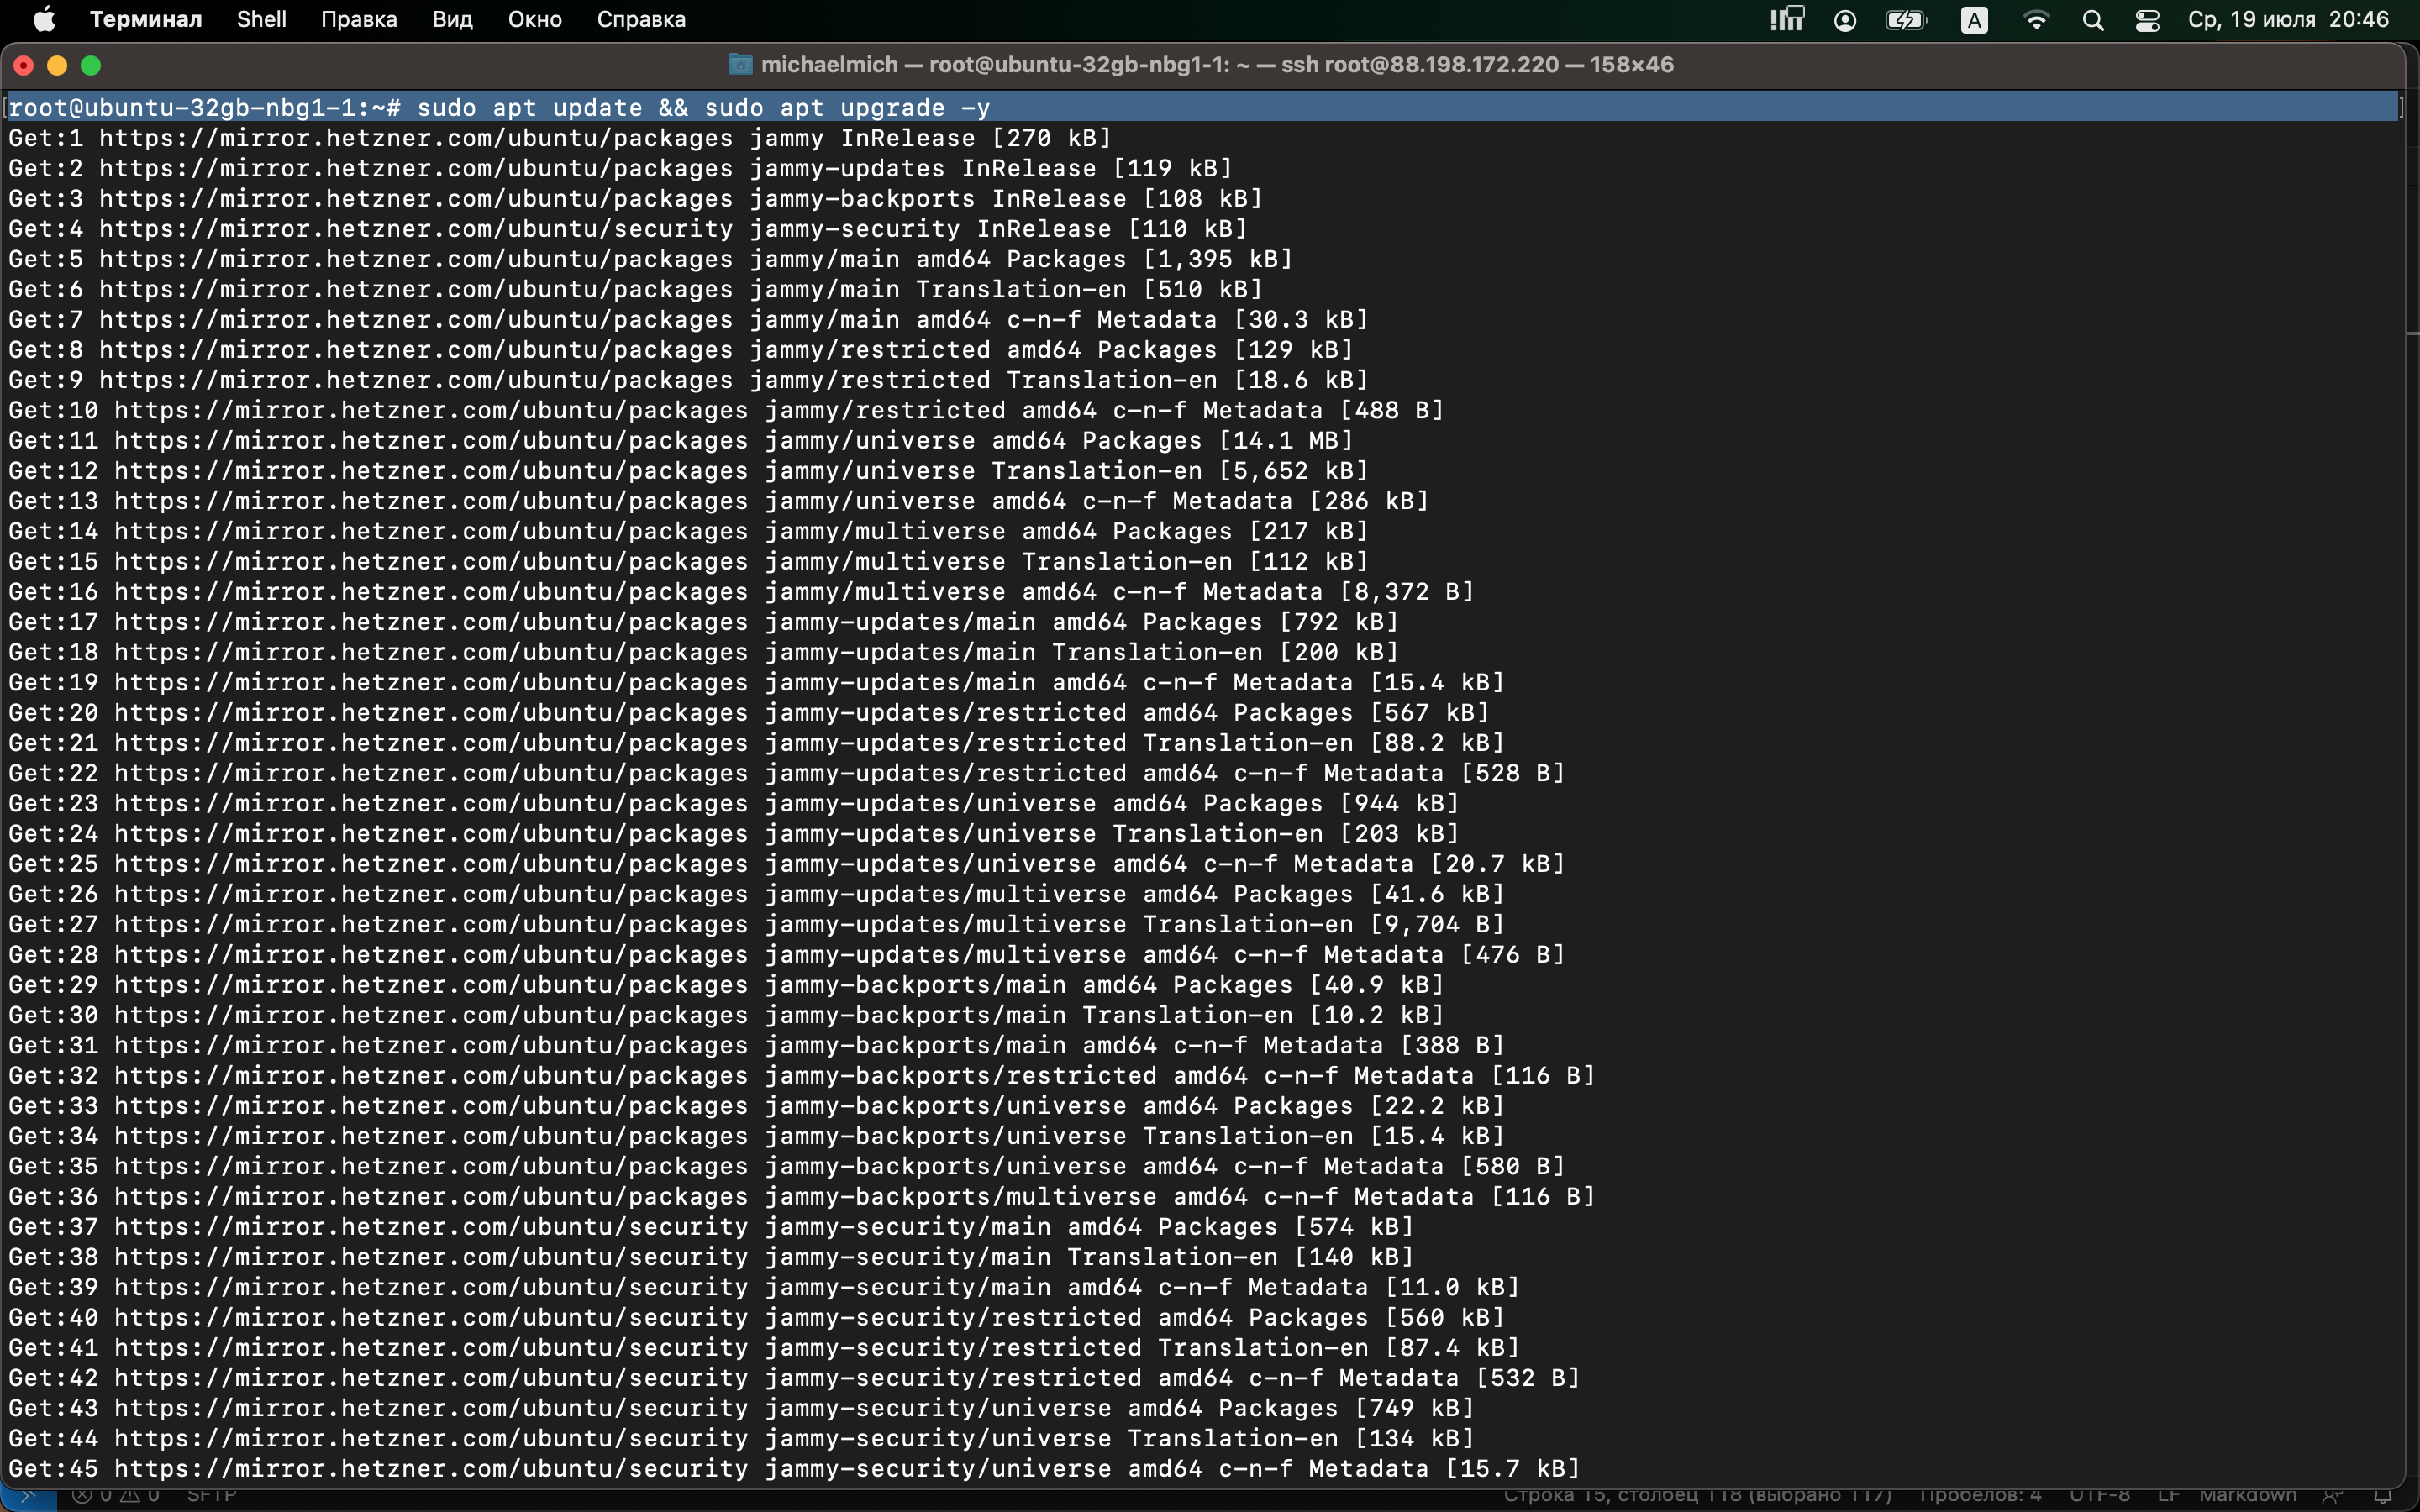 Терминал Shell Правка Вид Окно Справка A Ср, 19 июля 20:46
michaelmich — root@ubuntu-32gb-nbg1-1: ~ — ssh root@88.198.172.220 — 158×46
[root@ubuntu-32gb-nbg1-1:~# sudo apt update && sudo apt upgrade -y ]
Get:1 https://mirror.hetzner.com/ubuntu/packages jammy InRelease [270 kB]
Get:2 https://mirror.hetzner.com/ubuntu/packages jammy-updates InRelease [119 kB]
Get:3 https://mirror.hetzner.com/ubuntu/packages jammy-backports InRelease [108 kB]
Get:4 https://mirror.hetzner.com/ubuntu/security jammy-security InRelease [110 kB]
Get:5 https://mirror.hetzner.com/ubuntu/packages jammy/main amd64 Packages [1,395 kB]
Get:6 https://mirror.hetzner.com/ubuntu/packages jammy/main Translation-en [510 kB]
Get:7 https://mirror.hetzner.com/ubuntu/packages jammy/main amd64 c-n-f Metadata [30.3 kB]
Get:8 https://mirror.hetzner.com/ubuntu/packages jammy/restricted amd64 Packages [129 kB]
Get:9 https://mirror.hetzner.com/ubuntu/packages jammy/restricted Translation-en [18.6 kB]
Get:10 https://mirror.hetzner.com/ubuntu/packages jammy/restricted amd64 c-n-f Metadata [488 B]
Get:11 https://mirror.hetzner.com/ubuntu/packages jammy/universe amd64 Packages [14.1 MB]
Get:12 https://mirror.hetzner.com/ubuntu/packages jammy/universe Translation-en [5,652 kB]
Get:13 https://mirror.hetzner.com/ubuntu/packages jammy/universe amd64 c-n-f Metadata [286 kB]
Get:14 https://mirror.hetzner.com/ubuntu/packages jammy/multiverse amd64 Packages [217 kB]
Get:15 https://mirror.hetzner.com/ubuntu/packages jammy/multiverse Translation-en [112 kB]
Get:16 https://mirror.hetzner.com/ubuntu/packages jammy/multiverse amd64 c-n-f Metadata [8,372 B]
Get:17 https://mirror.hetzner.com/ubuntu/packages jammy-updates/main amd64 Packages [792 kB]
Get:18 https://mirror.hetzner.com/ubuntu/packages jammy-updates/main Translation-en [200 kB]
Get:19 https://mirror.hetzner.com/ubuntu/packages jammy-updates/main amd64 c-n-f Metadata [15.4 kB]
Get:20 https://mirror.hetzner.com/ubuntu/packages jammy-updates/restricted amd64 Packages [567 kB]
Get:21 https://mirror.hetzner.com/ubuntu/packages jammy-updates/restricted Translation-en [88.2 kB]
Get:22 https://mirror.hetzner.com/ubuntu/packages jammy-updates/restricted amd64 c-n-f Metadata [528 B]
Get:23 https://mirror.hetzner.com/ubuntu/packages jammy-updates/universe amd64 Packages [944 kB]
Get:24 https://mirror.hetzner.com/ubuntu/packages jammy-updates/universe Translation-en [203 kB]
Get:25 https://mirror.hetzner.com/ubuntu/packages jammy-updates/universe amd64 c-n-f Metadata [20.7 kB]
Get:26 https://mirror.hetzner.com/ubuntu/packages jammy-updates/multiverse amd64 Packages [41.6 kB]
Get:27 https://mirror.hetzner.com/ubuntu/packages jammy-updates/multiverse Translation-en [9,704 B]
Get:28 https://mirror.hetzner.com/ubuntu/packages jammy-updates/multiverse amd64 c-n-f Metadata [476 B]
Get:29 https://mirror.hetzner.com/ubuntu/packages jammy-backports/main amd64 Packages [40.9 kB]
Get:30 https://mirror.hetzner.com/ubuntu/packages jammy-backports/main Translation-en [10.2 kB]
Get:31 https://mirror.hetzner.com/ubuntu/packages jammy-backports/main amd64 c-n-f Metadata [388 B]
Get:32 https://mirror.hetzner.com/ubuntu/packages jammy-backports/restricted amd64 c-n-f Metadata [116 B]
Get:33 https://mirror.hetzner.com/ubuntu/packages jammy-backports/universe amd64 Packages [22.2 kB]
Get:34 https://mirror.hetzner.com/ubuntu/packages jammy-backports/universe Translation-en [15.4 kB]
Get:35 https://mirror.hetzner.com/ubuntu/packages jammy-backports/universe amd64 c-n-f Metadata [580 B]
Get:36 https://mirror.hetzner.com/ubuntu/packages jammy-backports/multiverse amd64 c-n-f Metadata [116 B]
Get:37 https://mirror.hetzner.com/ubuntu/security jammy-security/main amd64 Packages [574 kB]
Get:38 https://mirror.hetzner.com/ubuntu/security jammy-security/main Translation-en [140 kB]
Get:39 https://mirror.hetzner.com/ubuntu/security jammy-security/main amd64 c-n-f Metadata [11.0 kB]
Get:40 https://mirror.hetzner.com/ubuntu/security jammy-security/restricted amd64 Packages [560 kB]
Get:41 https://mirror.hetzner.com/ubuntu/security jammy-security/restricted Translation-en [87.4 kB]
Get:42 https://mirror.hetzner.com/ubuntu/security jammy-security/restricted amd64 c-n-f Metadata [532 B]
Get:43 https://mirror.hetzner.com/ubuntu/security jammy-security/universe amd64 Packages [749 kB]
Get:44 https://mirror.hetzner.com/ubuntu/security jammy-security/universe Translation-en [134 kB]
Get:45 https://mirror.hetzner.com/ubuntu/security jammy-security/universe amd64 c-n-f Metadata [15.7 kB]
0 0 SFTP Строка 15, столбец 118 (выбрано 117) Пробелов: 4 UTF-8 LF Markdown